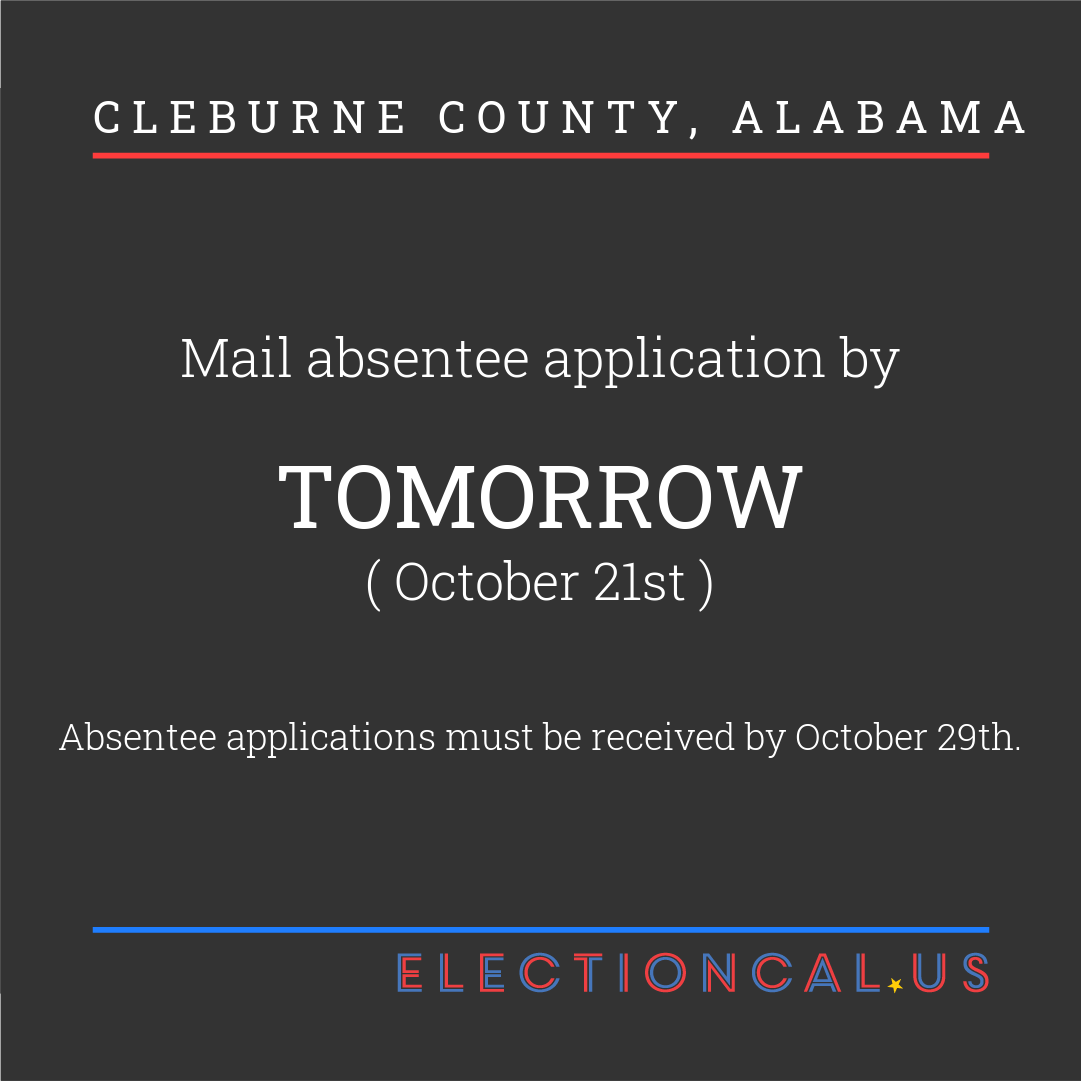 CLEBURNE COUNTY, ALABAMA
Mail absentee application by
TOMORROW
( October 21st )
Absentee applications must be received by October 29th.
ELECTIONCAL.US